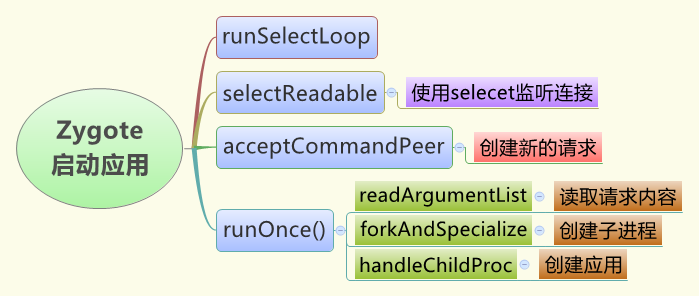 Zygote
启动应用
runSelectLoop
selectReadable
使用selecet监听连接
acceptCommandPeer
创建新的请求
runOnce()
readArgumentList
读取请求内容
forkAndSpecialize
创建子进程
handleChildProc
创建应用